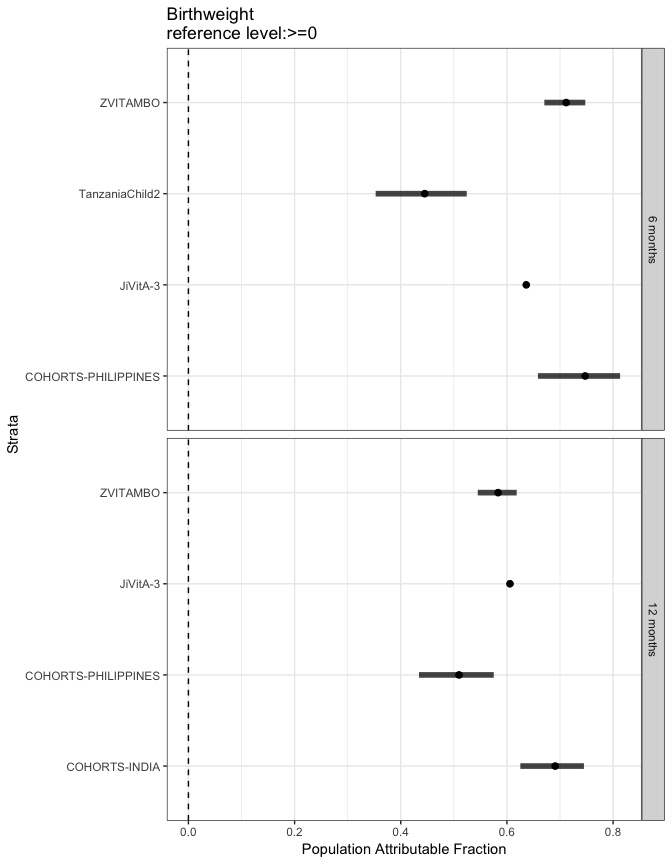 Birthweight
reference level:>=0
ZVITAMBO
TanzaniaChild2
JiVitA-3
COHORTS-PHILIPPINES
6 months
Strata
ZVITAMBO
JiVitA-3
COHORTS-PHILIPPINES
COHORTS-INDIA
12 months
0.0 0.2 0.4 0.6 0.8
Population Attributable Fraction